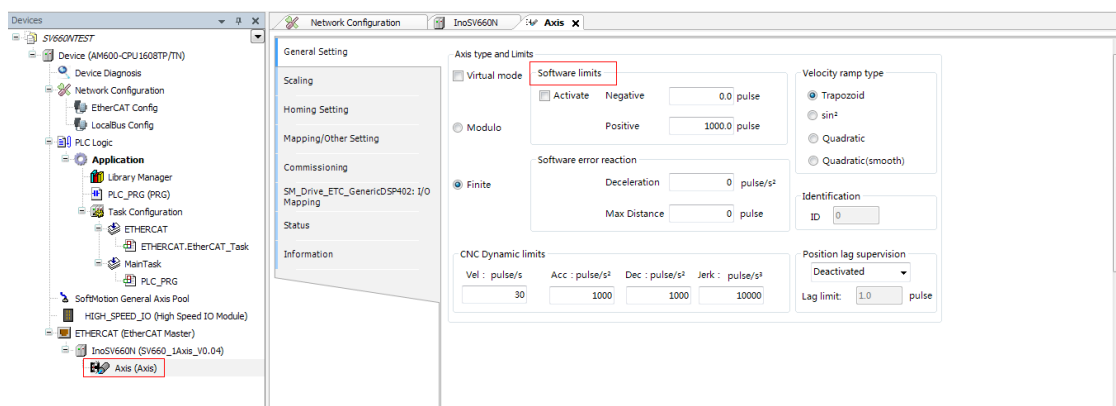 Devices
SV660NTEST
Device (AM600-CPU1608TP/TN)
Device Diagnosis
Network Configuration
EtherCAT Config
LocalBus Config
PLC Logic
Application
Library Manager
PLC_PRG (PRG)
Task Configuration
ETHERCAT
ETHERCAT.EtherCAT_Task
MainTask
PLC_PRG
SoftMotion General Axis Pool
HIGH_SPEED_IO (High Speed IO Module)
ETHERCAT (EtherCAT Master)
InoSV660N (SV660_1Axis_V0.04)
Axis (Axis)
Network Configuration InoSV660N Axis
General Setting
Scaling
Homing Setting
Mapping/Other Setting
Commissioning
SM_Drive_ETC_GenericDSP402: I/O
Mapping
Status
Information
Axis type and Limits
Virtual mode
Modulo
Finite
Software limits
Activate Negative 0.0 pulse
Positive 1000.0 pulse
Software error reaction
Deceleration 0 pulse/s²
Max Distance 0 pulse
CNC Dynamic limits
Vel : pulse/s Acc : pulse/s² Dec : pulse/s² Jerk : pulse/s³
30 1000 1000 10000
Velocity ramp type
Trapozoid
sin²
Quadratic
Quadratic(smooth)
Identification
ID 0
Position lag supervision
Deactivated
Lag limit: 1.0 pulse